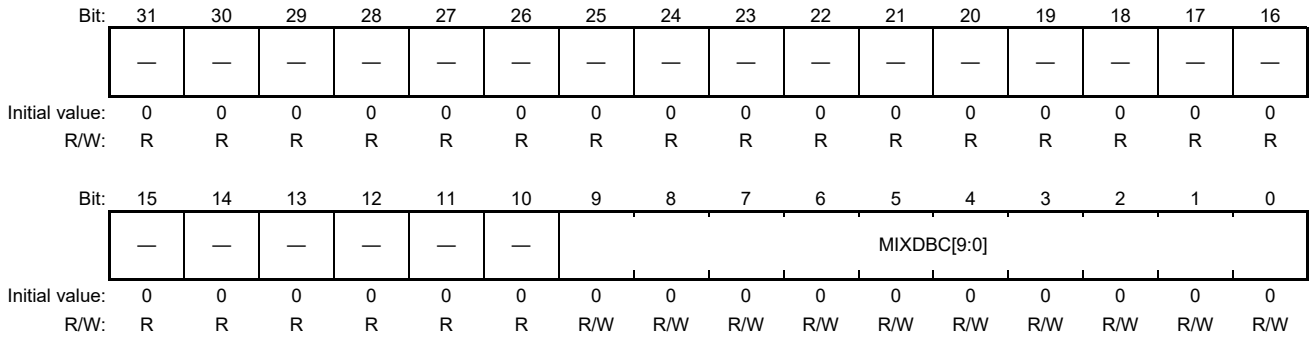 Bit: 31 30 29 28 27 26 25 24 23 22 21 20 19 18 17 16
— — — — — — — — — — — — — — — —
Initial value: 0 0 0 0 0 0 0 0 0 0 0 0 0 0 0 0
R/W: R R R R R R R R R R R R R R R R
Bit: 15 14 13 12 11 10 9 8 7 6 5 4 3 2 1 0
— — — — — — MIXDBC[9:0]
Initial value: 0 0 0 0 0 0 0 0 0 0 0 0 0 0 0 0
R/W: R R R R R R R/W R/W R/W R/W R/W R/W R/W R/W R/W R/W